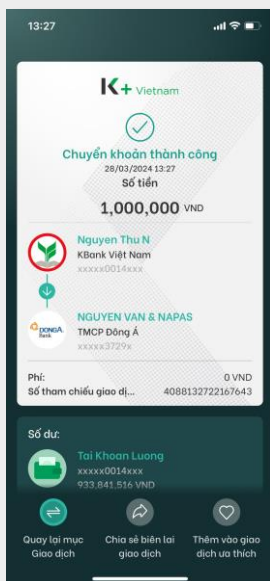 13:27
K+ Vietnam
Chuyển khoản thành công
28/03/2024 13:27
Số tiền
1,000,000 VND
Nguyen Thu N
KBank Việt Nam
xxxxx0014xxx
NGUYEN VAN & NAPAS
DONGA Bank
TMCP Đông Á
xxxxx3729x
Phí: 0 VND
Số tham chiếu giao dị... 4088132722167643
Số dư:
Tai Khoan Luong
xxxxx0014xxx
933,841,516 VND
Quay lại mục Chia sẻ biên lai Thêm vào giao
Giao dịch giao dịch dịch ưa thích